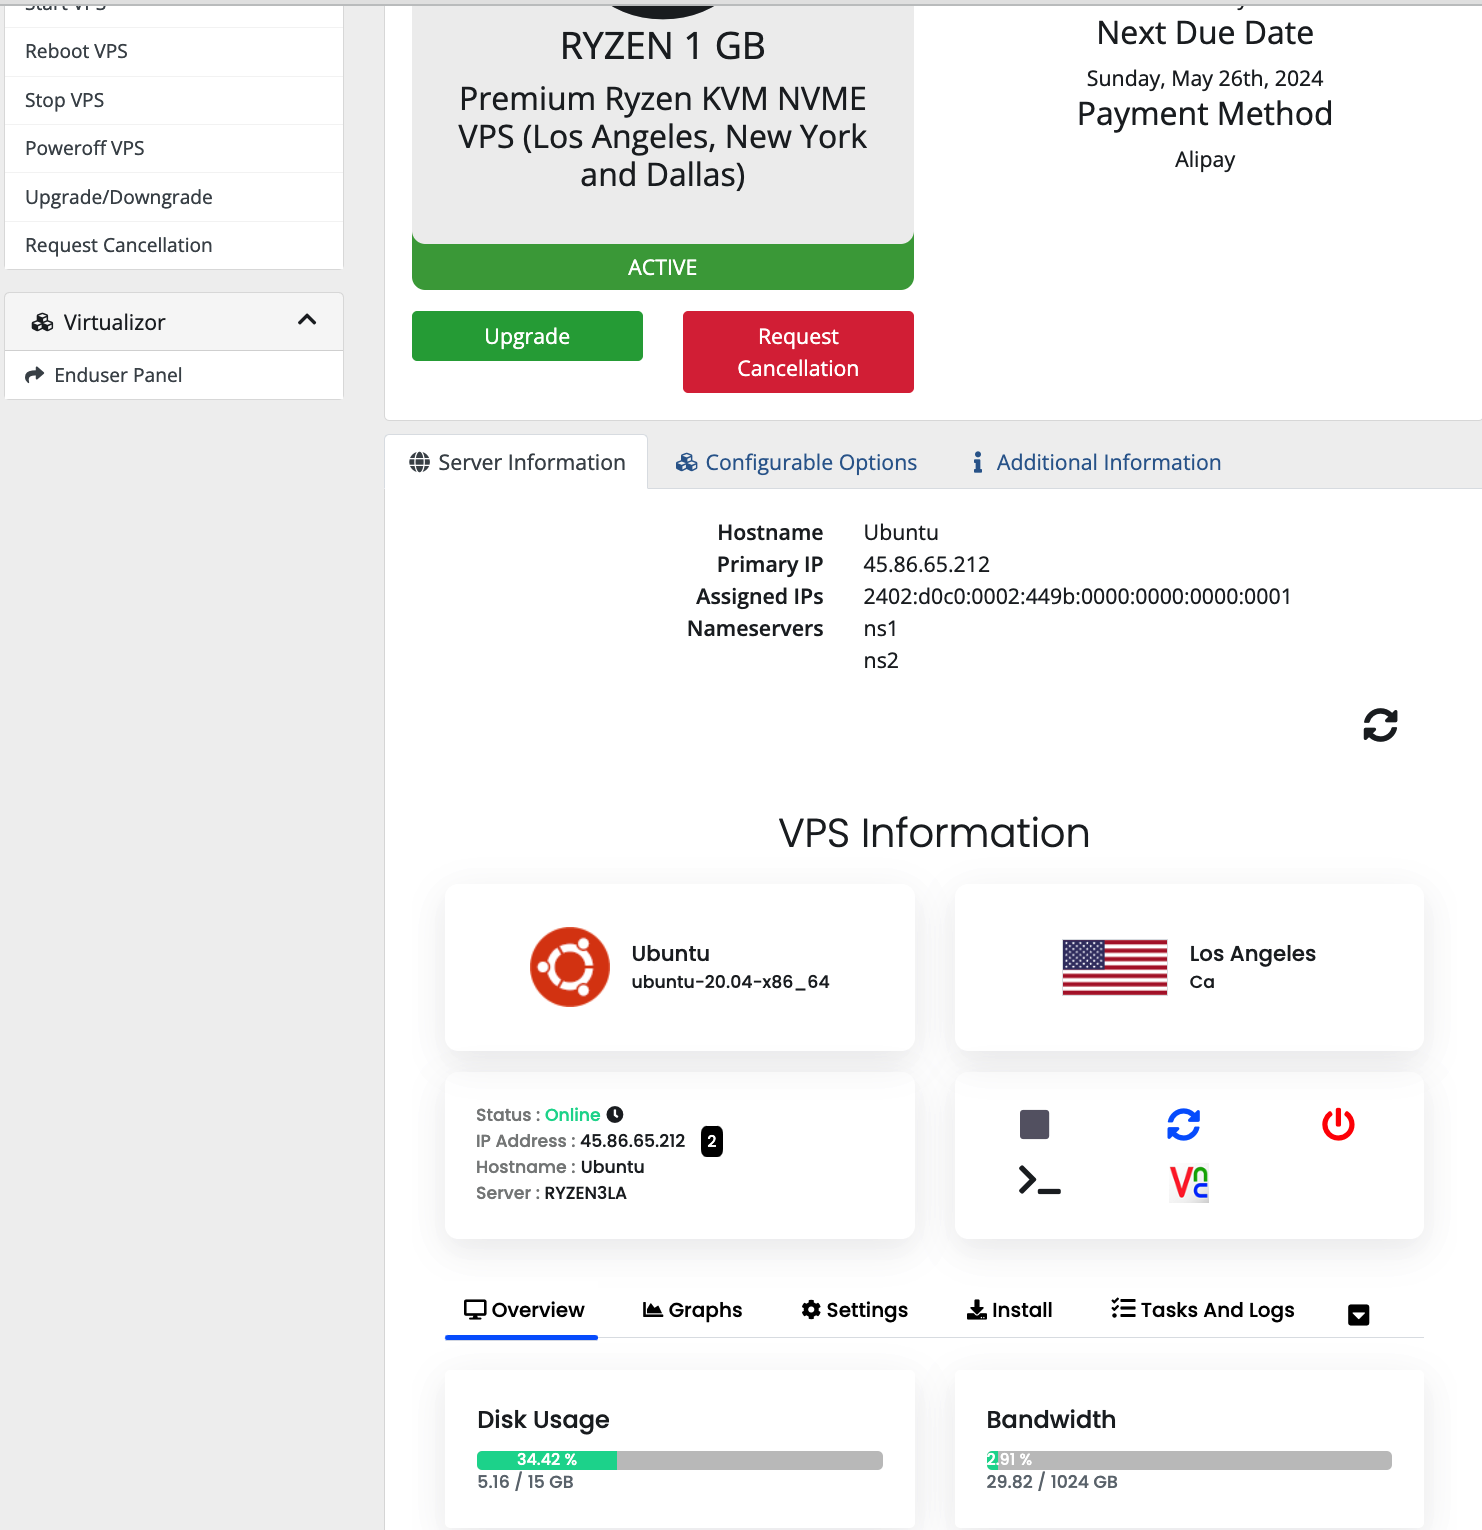 Start VPS
Reboot VPS
Stop VPS
Poweroff VPS
Upgrade/Downgrade
Request Cancellation
Virtualizor
Enduser Panel
RYZEN 1 GB
Premium Ryzen KVM NVME
VPS (Los Angeles, New York
and Dallas)
ACTIVE
Upgrade
Request
Cancellation
Next Due Date
Sunday, May 26th, 2024
Payment Method
Alipay
Server Information
Configurable Options
Additional Information
Hostname Ubuntu
Primary IP 45.86.65.212
Assigned IPs 2402:d0c0:0002:449b:0000:0000:0000:0001
Nameservers ns1
ns2
VPS Information
Ubuntu
ubuntu-20.04-x86_64
Los Angeles
Ca
Status : Online
IP Address : 45.86.65.212 2
Hostname : Ubuntu
Server : RYZEN3LA
Vnc
Overview
Graphs
Settings
Install
Tasks And Logs
Disk Usage
34.42 %
5.16 / 15 GB
Bandwidth
2.91 %
29.82 / 1024 GB